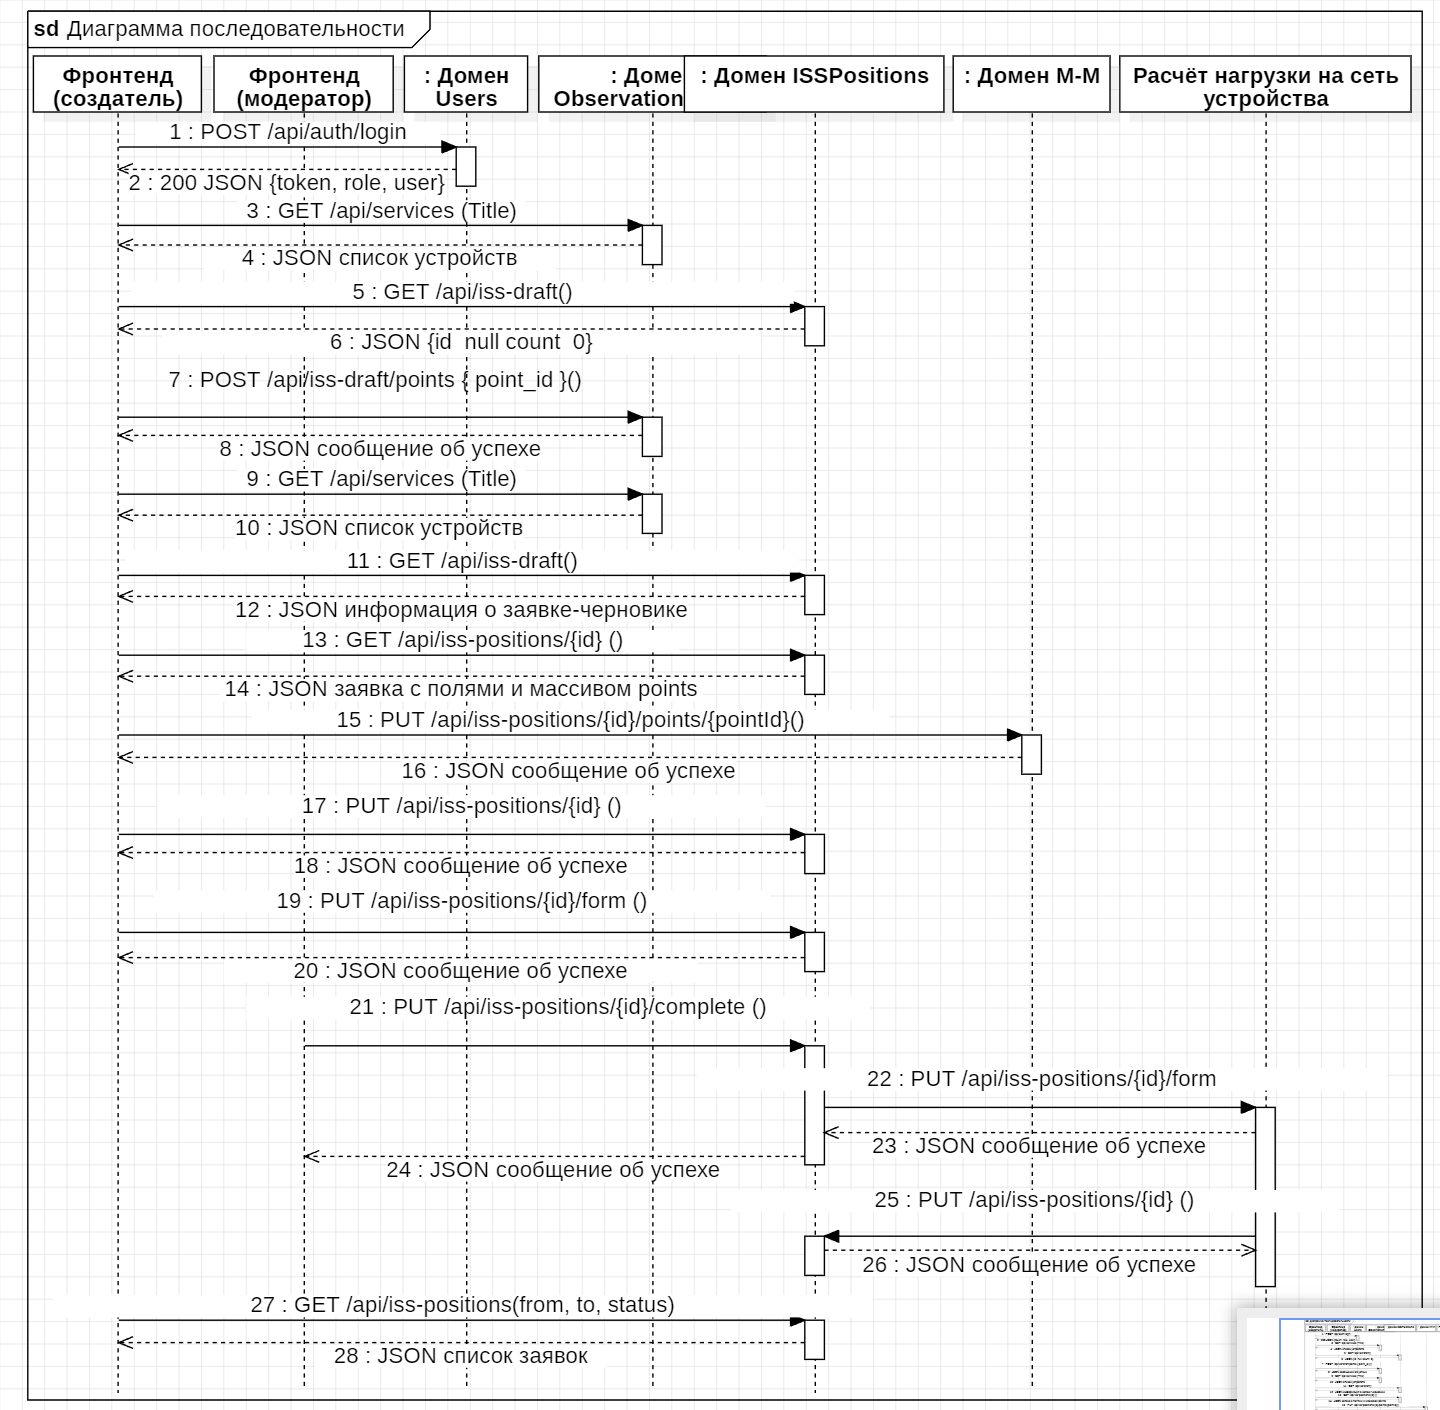 sd Диаграмма последовательности
Фронтенд
(создатель)
Фронтенд
(модератор)
: Домен
Users
: Доме
Observation
: Домен ISSPositions
: Домен M-M
Расчёт нагрузки на сеть
устройства
1 : POST /api/auth/login
2 : 200 JSON {token, role, user}
3 : GET /api/services (Title)
4 : JSON список устройств
5 : GET /api/iss-draft()
6 : JSON {id null count 0}
7 : POST /api/iss-draft/points { point_id }()
8 : JSON сообщение об успехе
9 : GET /api/services (Title)
10 : JSON список устройств
11 : GET /api/iss-draft()
12 : JSON информация о заявке-черновике
13 : GET /api/iss-positions/{id} ()
14 : JSON заявка с полями и массивом points
15 : PUT /api/iss-positions/{id}/points/{pointId}()
16 : JSON сообщение об успехе
17 : PUT /api/iss-positions/{id} ()
18 : JSON сообщение об успехе
19 : PUT /api/iss-positions/{id}/form ()
20 : JSON сообщение об успехе
21 : PUT /api/iss-positions/{id}/complete ()
22 : PUT /api/iss-positions/{id}/form
23 : JSON сообщение об успехе
24 : JSON сообщение об успехе
25 : PUT /api/iss-positions/{id} ()
26 : JSON сообщение об успехе
27 : GET /api/iss-positions(from, to, status)
28 : JSON список заявок